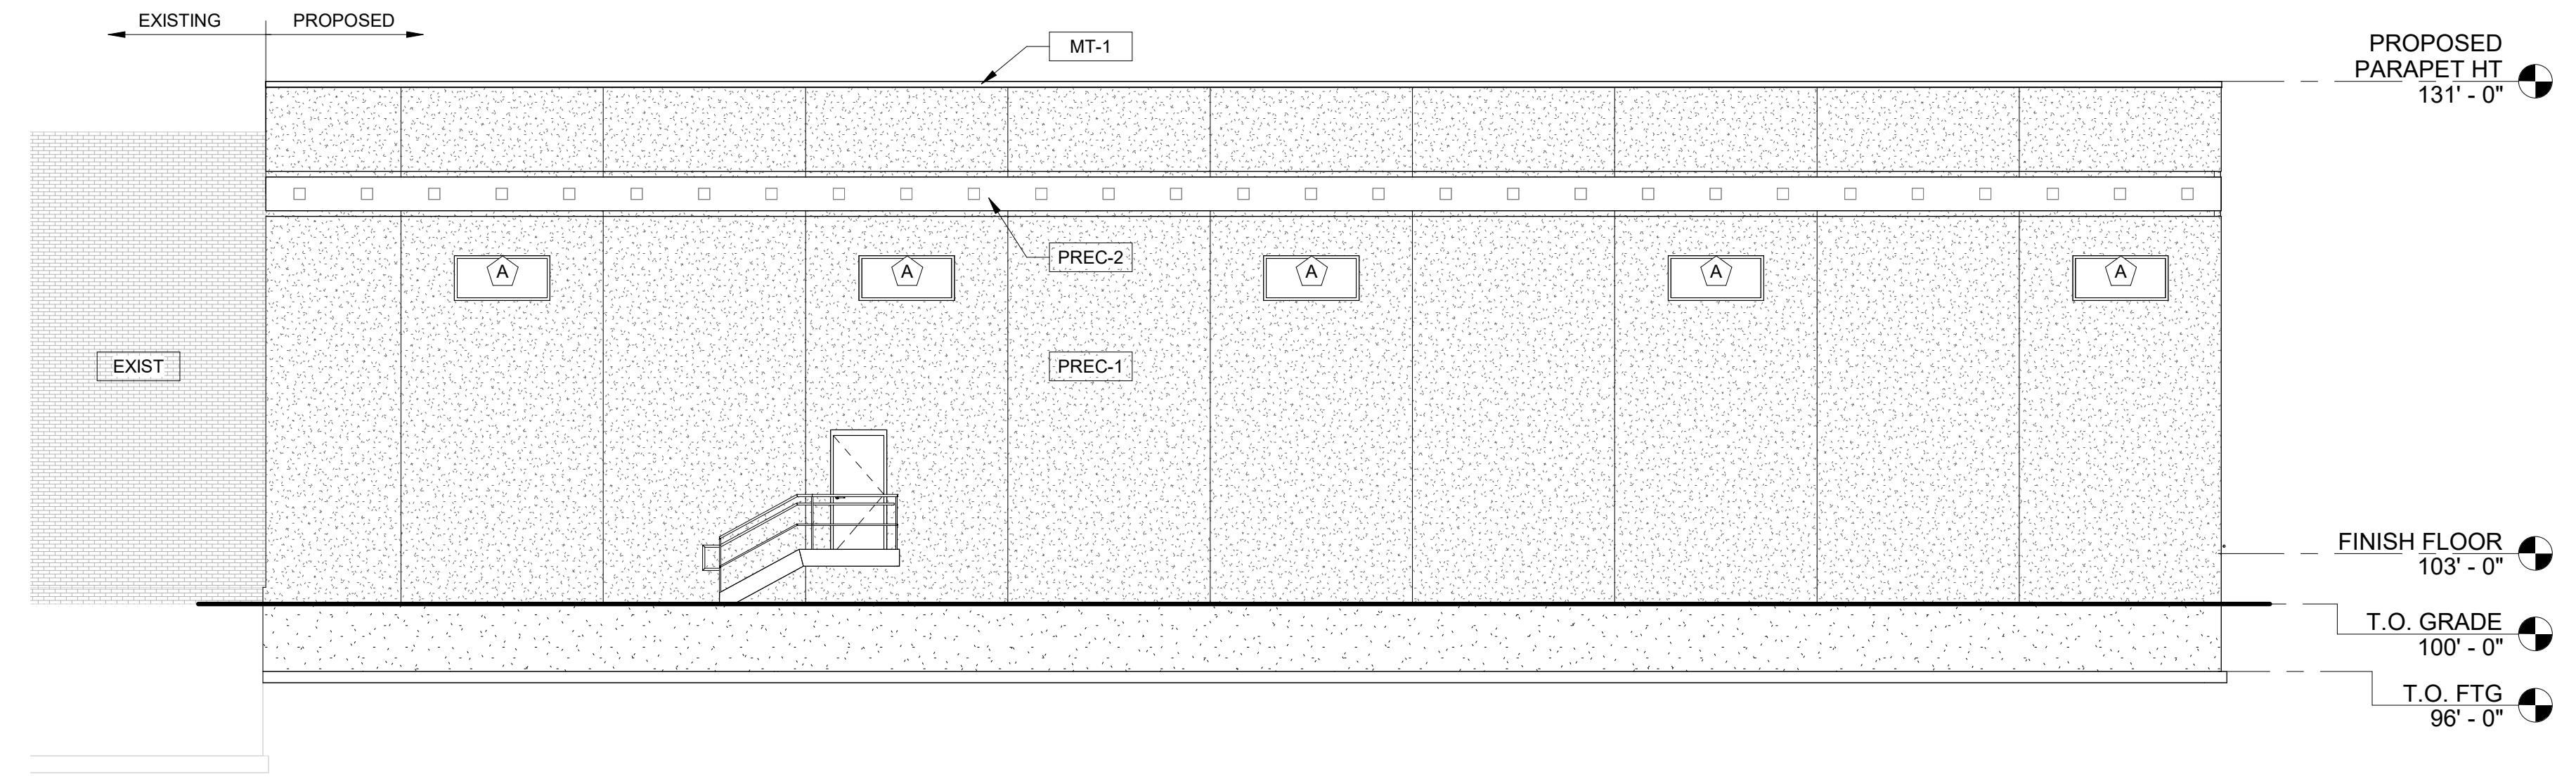 EXISTING
PROPOSED
MT-1
PROPOSED
PARAPET HT
131' - 0"
PREC-2
A
A
A
A
A
EXIST
PREC-1
FINISH FLOOR
103' - 0"
T.O. GRADE
100' - 0"
T.O. FTG
96' - 0"